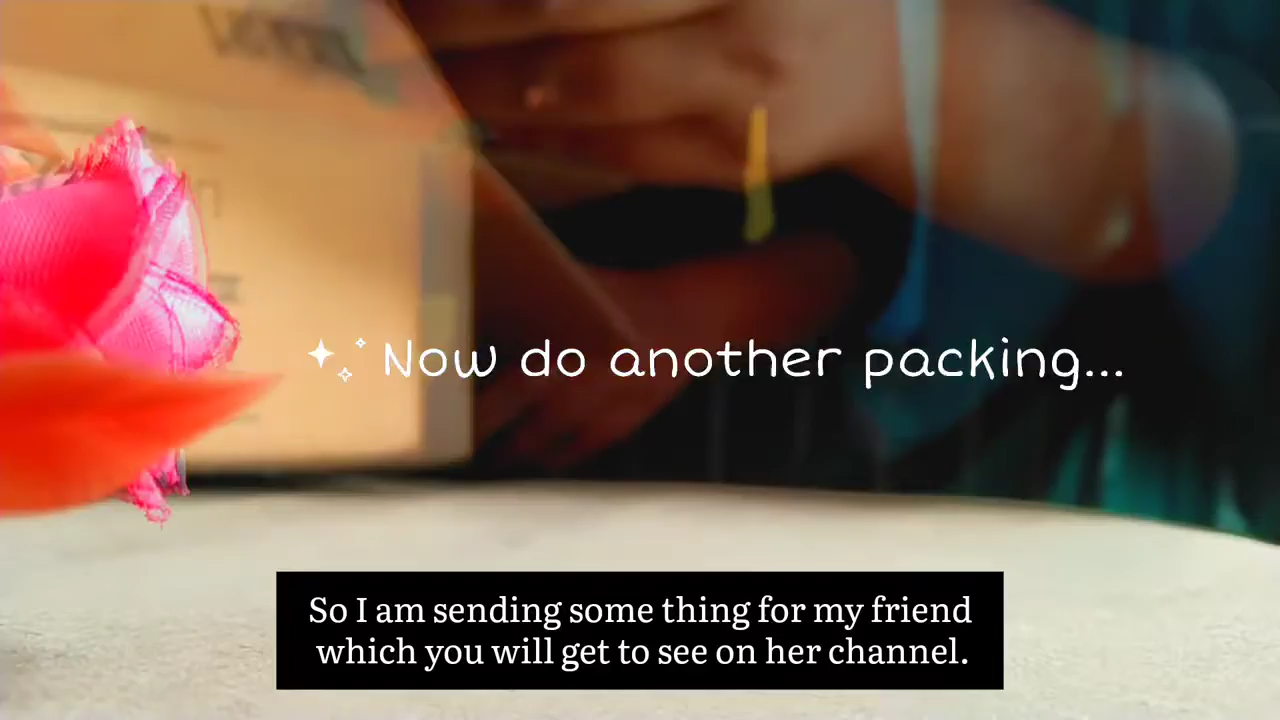 ✨Now do another packing...
So I am sending some thing for my friend
which you will get to see on her channel.